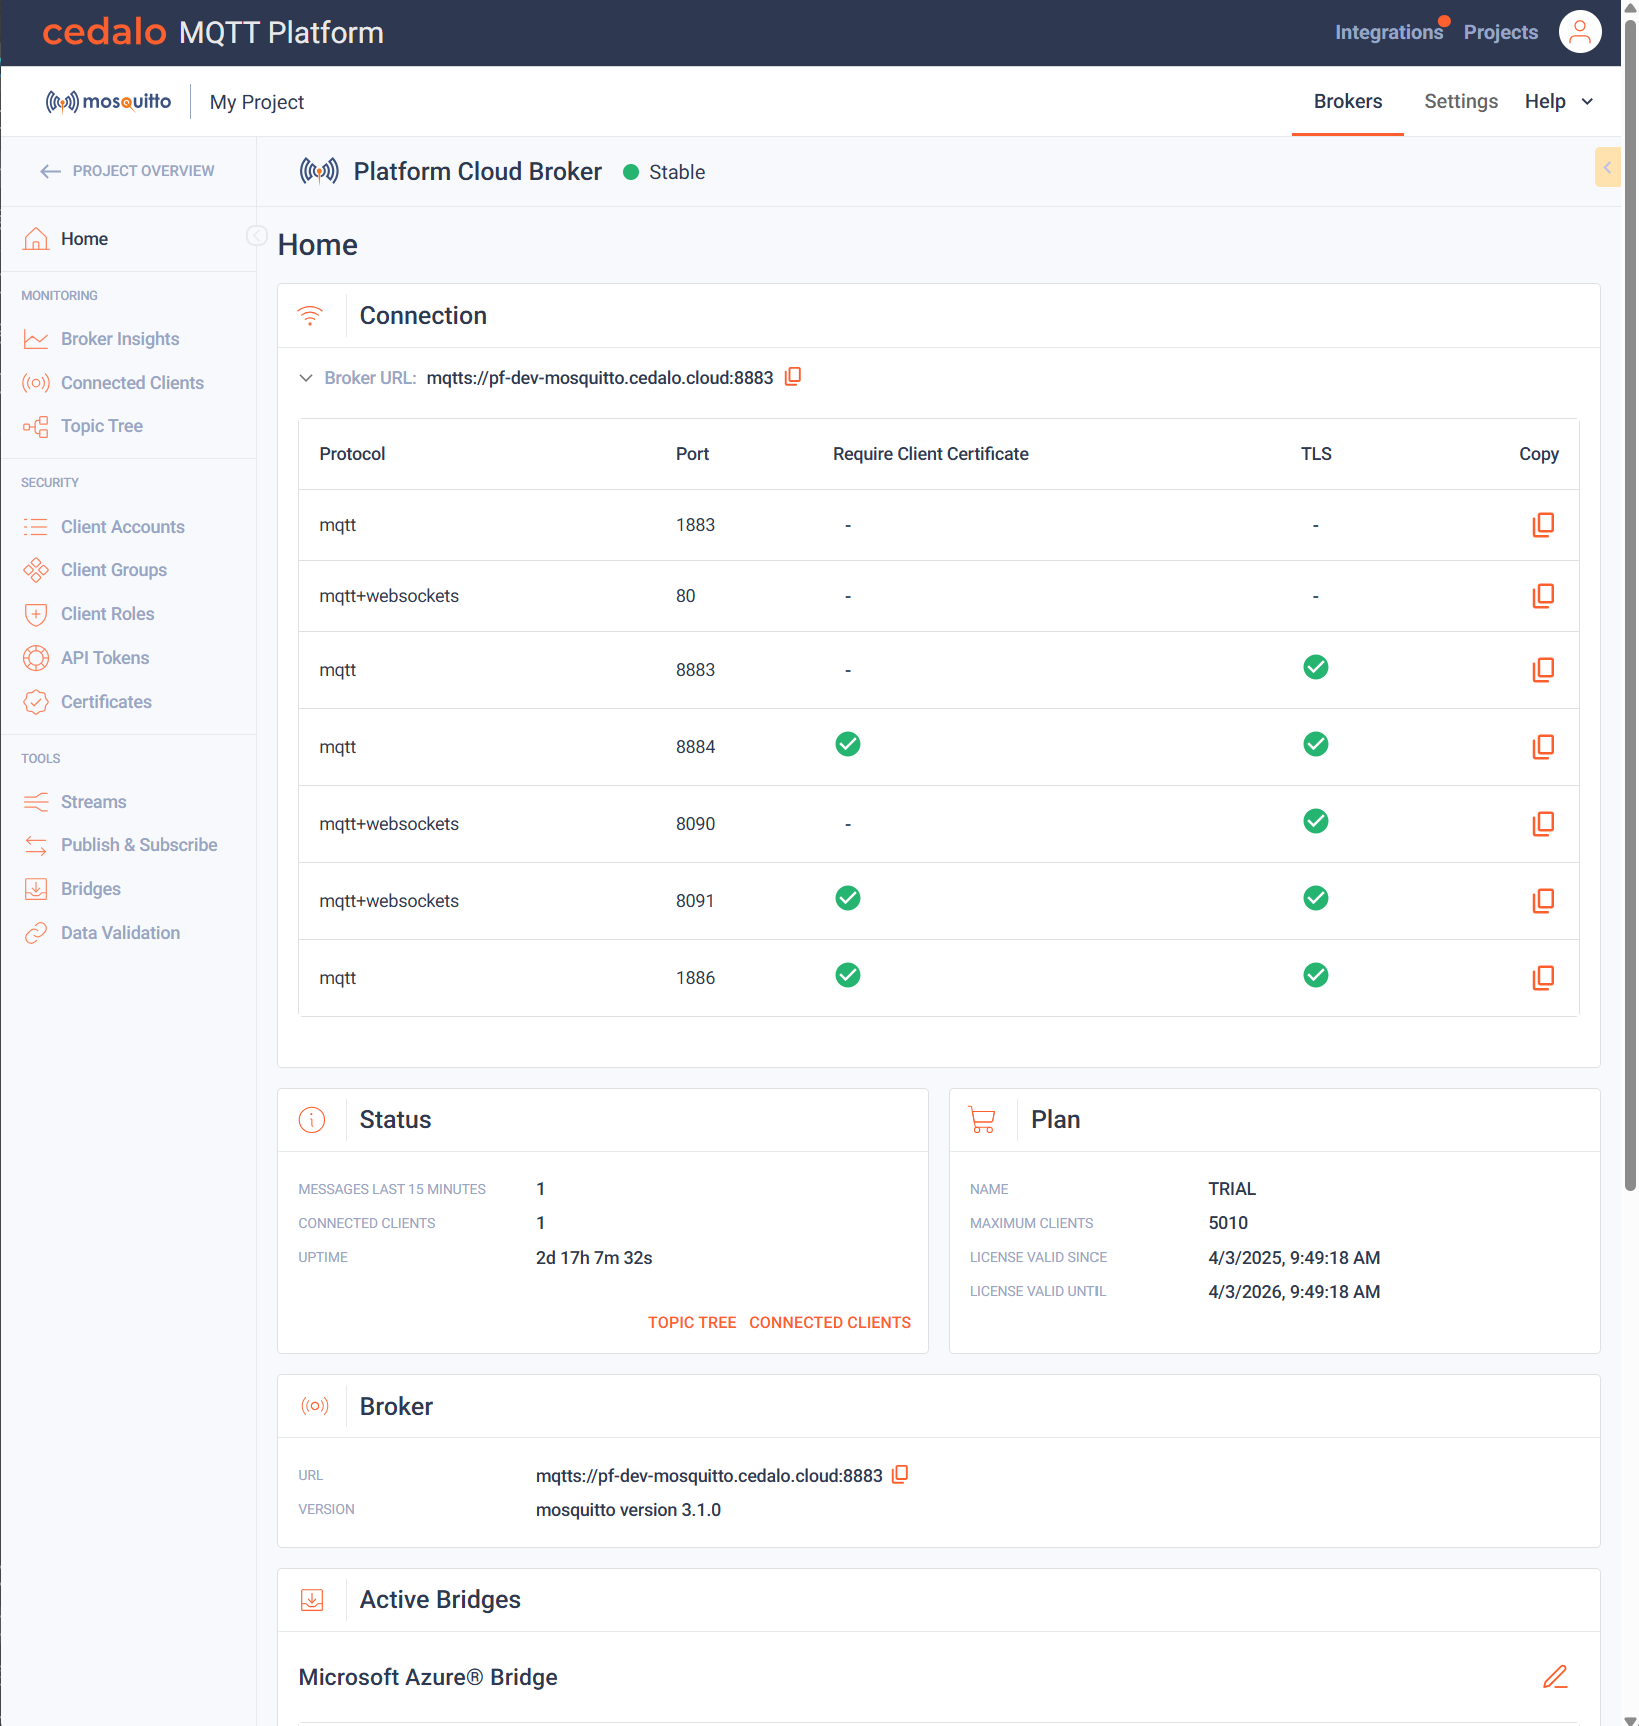 cedalo MQTT Platform
Integrations Projects
mosquitto My Project
Brokers Settings Help
PROJECT OVERVIEW
Platform Cloud Broker Stable
Home
Home
MONITORING
Broker Insights
Connected Clients
Topic Tree
SECURITY
Client Accounts
Client Groups
Client Roles
API Tokens
Certificates
TOOLS
Streams
Publish & Subscribe
Bridges
Data Validation
Connection
Broker URL: mqtts://pf-dev-mosquitto.cedalo.cloud:8883
Protocol Port Require Client Certificate TLS Copy
mqtt 1883 - -
mqtt+websockets 80 - -
mqtt 8883 -
mqtt 8884
mqtt+websockets 8090 -
mqtt+websockets 8091
mqtt 1886
Status
MESSAGES LAST 15 MINUTES 1
CONNECTED CLIENTS 1
UPTIME 2d 17h 7m 32s
TOPIC TREE CONNECTED CLIENTS
Plan
NAME TRIAL
MAXIMUM CLIENTS 5010
LICENSE VALID SINCE 4/3/2025, 9:49:18 AM
LICENSE VALID UNTIL 4/3/2026, 9:49:18 AM
Broker
URL mqtts://pf-dev-mosquitto.cedalo.cloud:8883
VERSION mosquitto version 3.1.0
Active Bridges
Microsoft Azure® Bridge